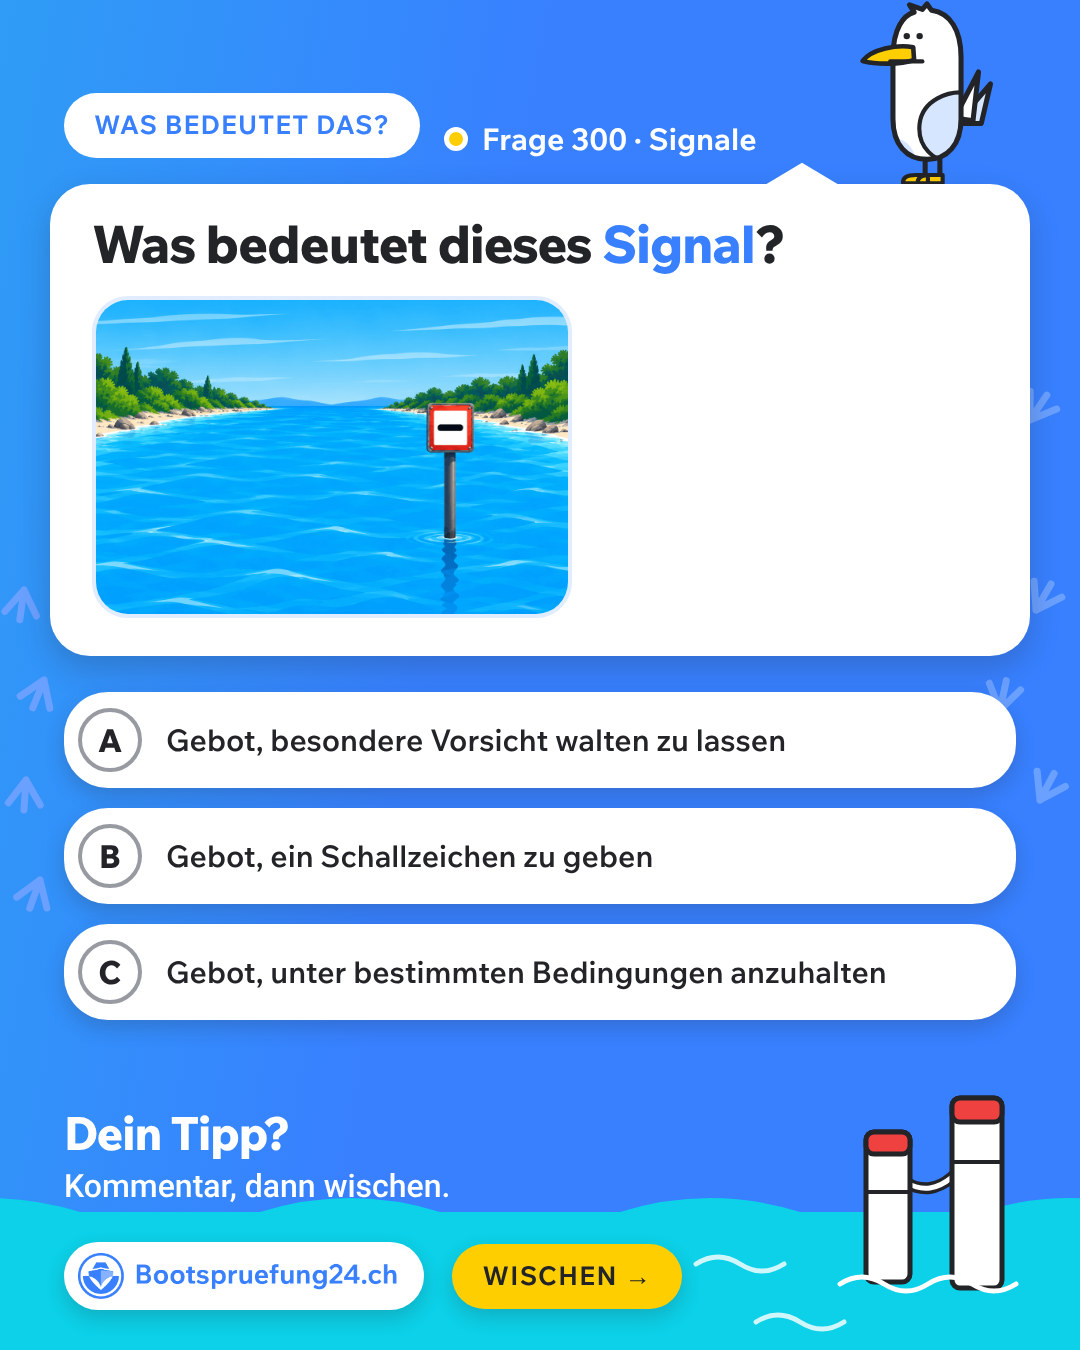 WAS BEDEUTET DAS?
Frage 300 · Signale
Was bedeutet dieses Signal?
A Gebot, besondere Vorsicht walten zu lassen
B Gebot, ein Schallzeichen zu geben
C Gebot, unter bestimmten Bedingungen anzuhalten
Dein Tipp?
Kommentar, dann wischen.
Bootspruefung24.ch
WISCHEN →